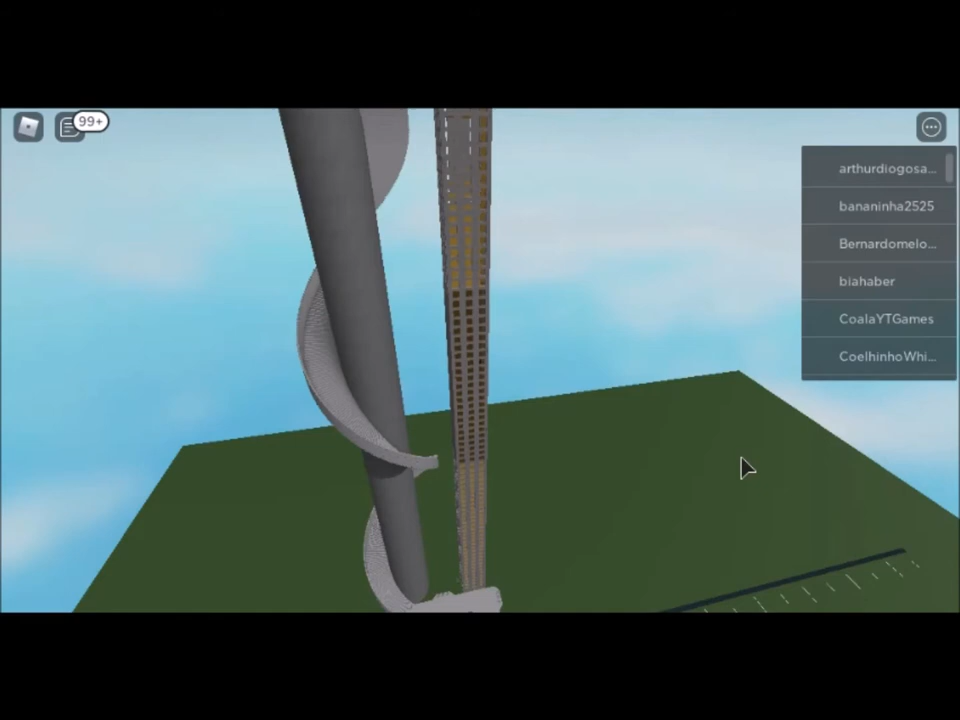 99+
arthurdiogosa...
bananinha2525
Bernardomelo...
biahaber
CoalaYTGames
CoelhinhoWhi...